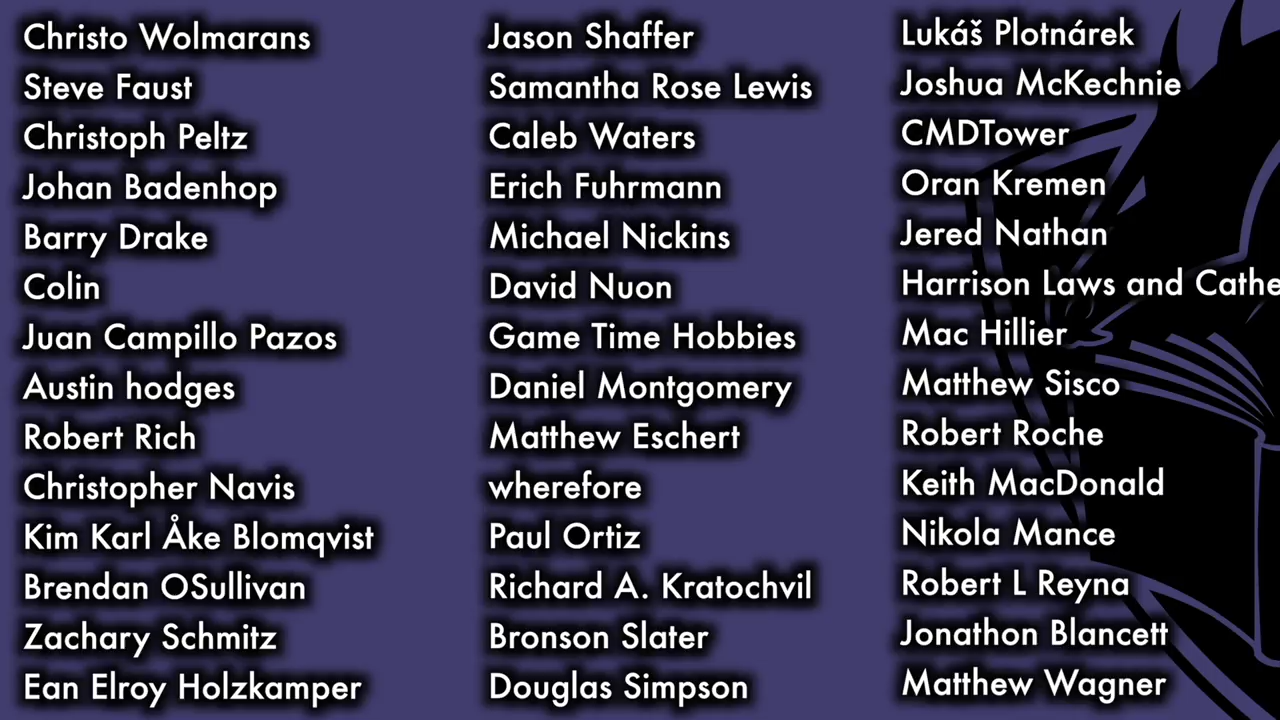 Christo Wolmarans
Steve Faust
Christoph Peltz
Johan Badenhop
Barry Drake
Colin
Juan Campillo Pazos
Austin hodges
Robert Rich
Christopher Navis
Kim Karl Åke Blomqvist
Brendan OSullivan
Zachary Schmitz
Ean Elroy Holzkamper
Jason Shaffer
Samantha Rose Lewis
Caleb Waters
Erich Fuhrmann
Michael Nickins
David Nuon
Game Time Hobbies
Daniel Montgomery
Matthew Eschert
wherefore
Paul Ortiz
Richard A. Kratochvil
Bronson Slater
Douglas Simpson
Lukáš Plotnárek
Joshua McKechnie
CMDTower
Oran Kremen
Jered Nathan
Harrison Laws and Cathe
Mac Hillier
Matthew Sisco
Robert Roche
Keith MacDonald
Nikola Mance
Robert L Reyna
Jonathon Blancett
Matthew Wagner